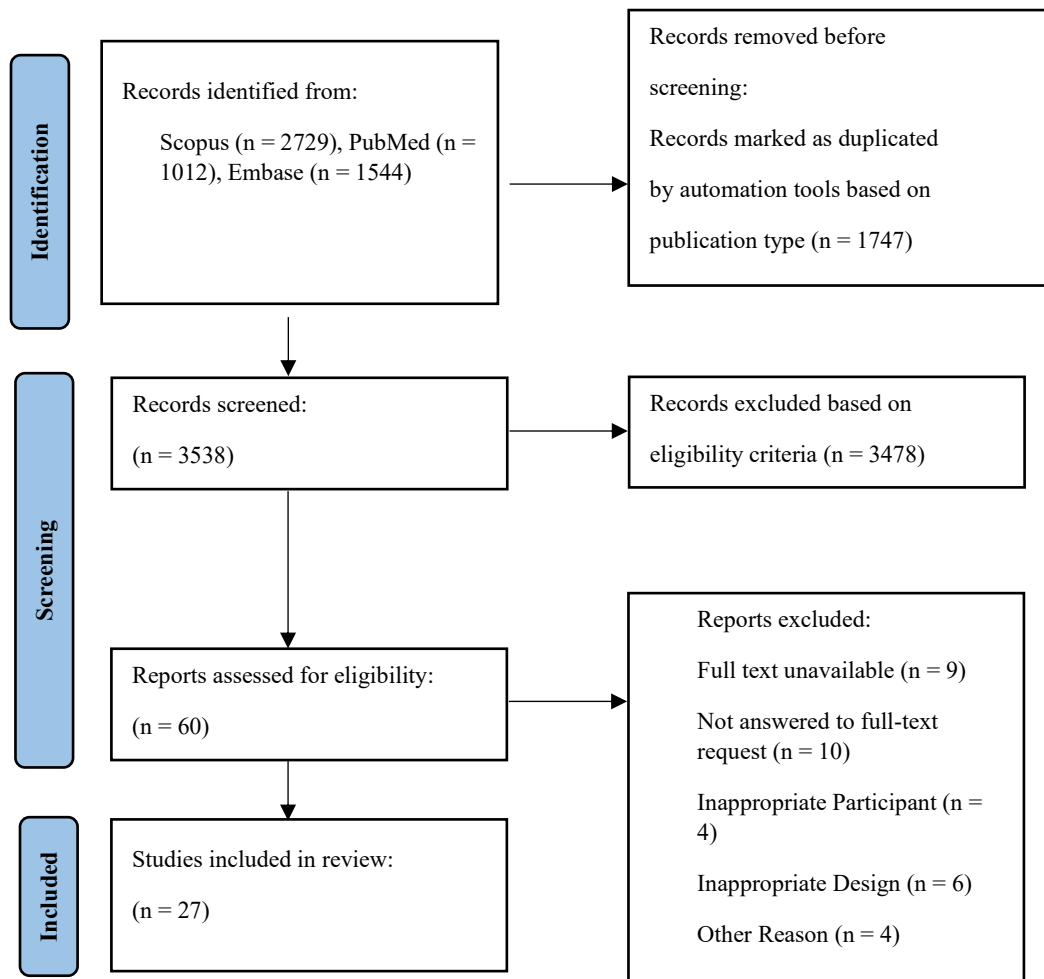 Identification
Records identified from:
Scopus (n = 2729), PubMed (n =
1012), Embase (n = 1544)
Records removed before
screening:
Records marked as duplicated
by automation tools based on
publication type (n = 1747)
Screening
Records screened:
(n = 3538)
Records excluded based on
eligibility criteria (n = 3478)
Reports assessed for eligibility:
(n = 60)
Reports excluded:
Full text unavailable (n = 9)
Not answered to full-text
request (n = 10)
Inappropriate Participant (n =
4)
Inappropriate Design (n = 6)
Other Reason (n = 4)
Included
Studies included in review:
(n = 27)